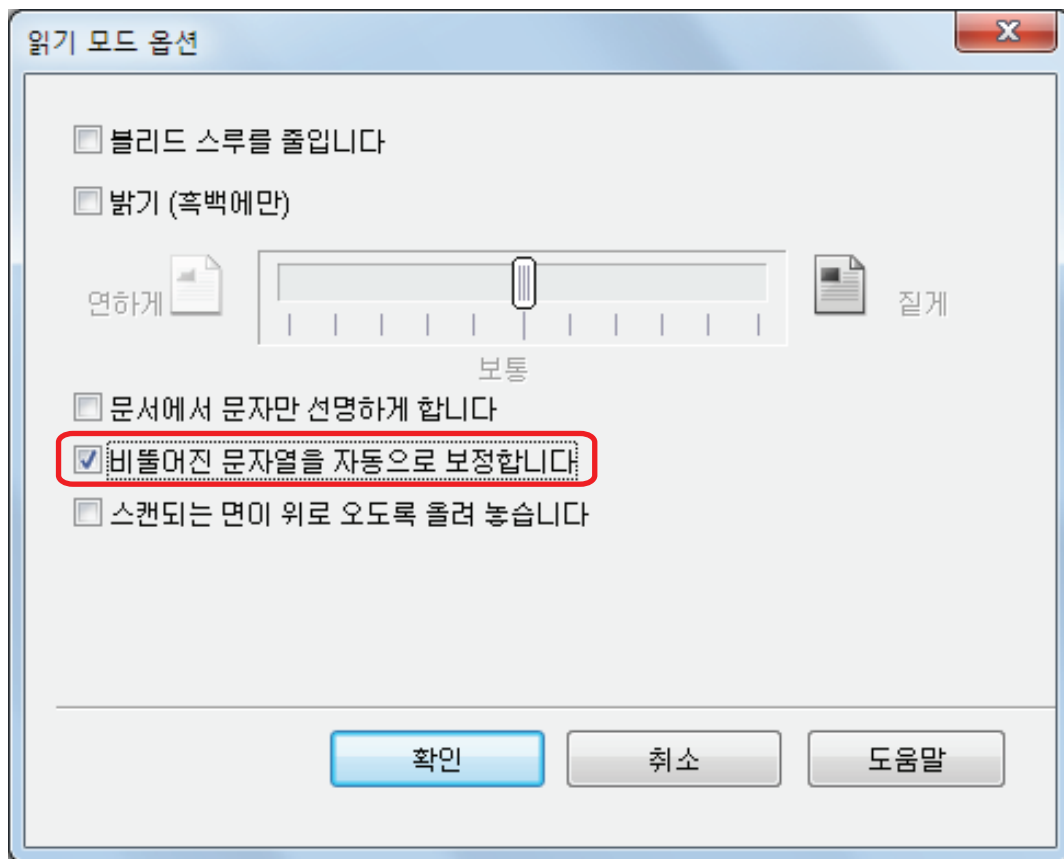 읽기 모드 옵션
블리드 스루를 줄입니다
밝기 (흑백에만)
연하게
짙게
보통
문서에서 문자만 선명하게 합니다
비뚤어진 문자열을 자동으로 보정합니다
스캔되는 면이 위로 오도록 올려 놓습니다
확인 취소 도움말